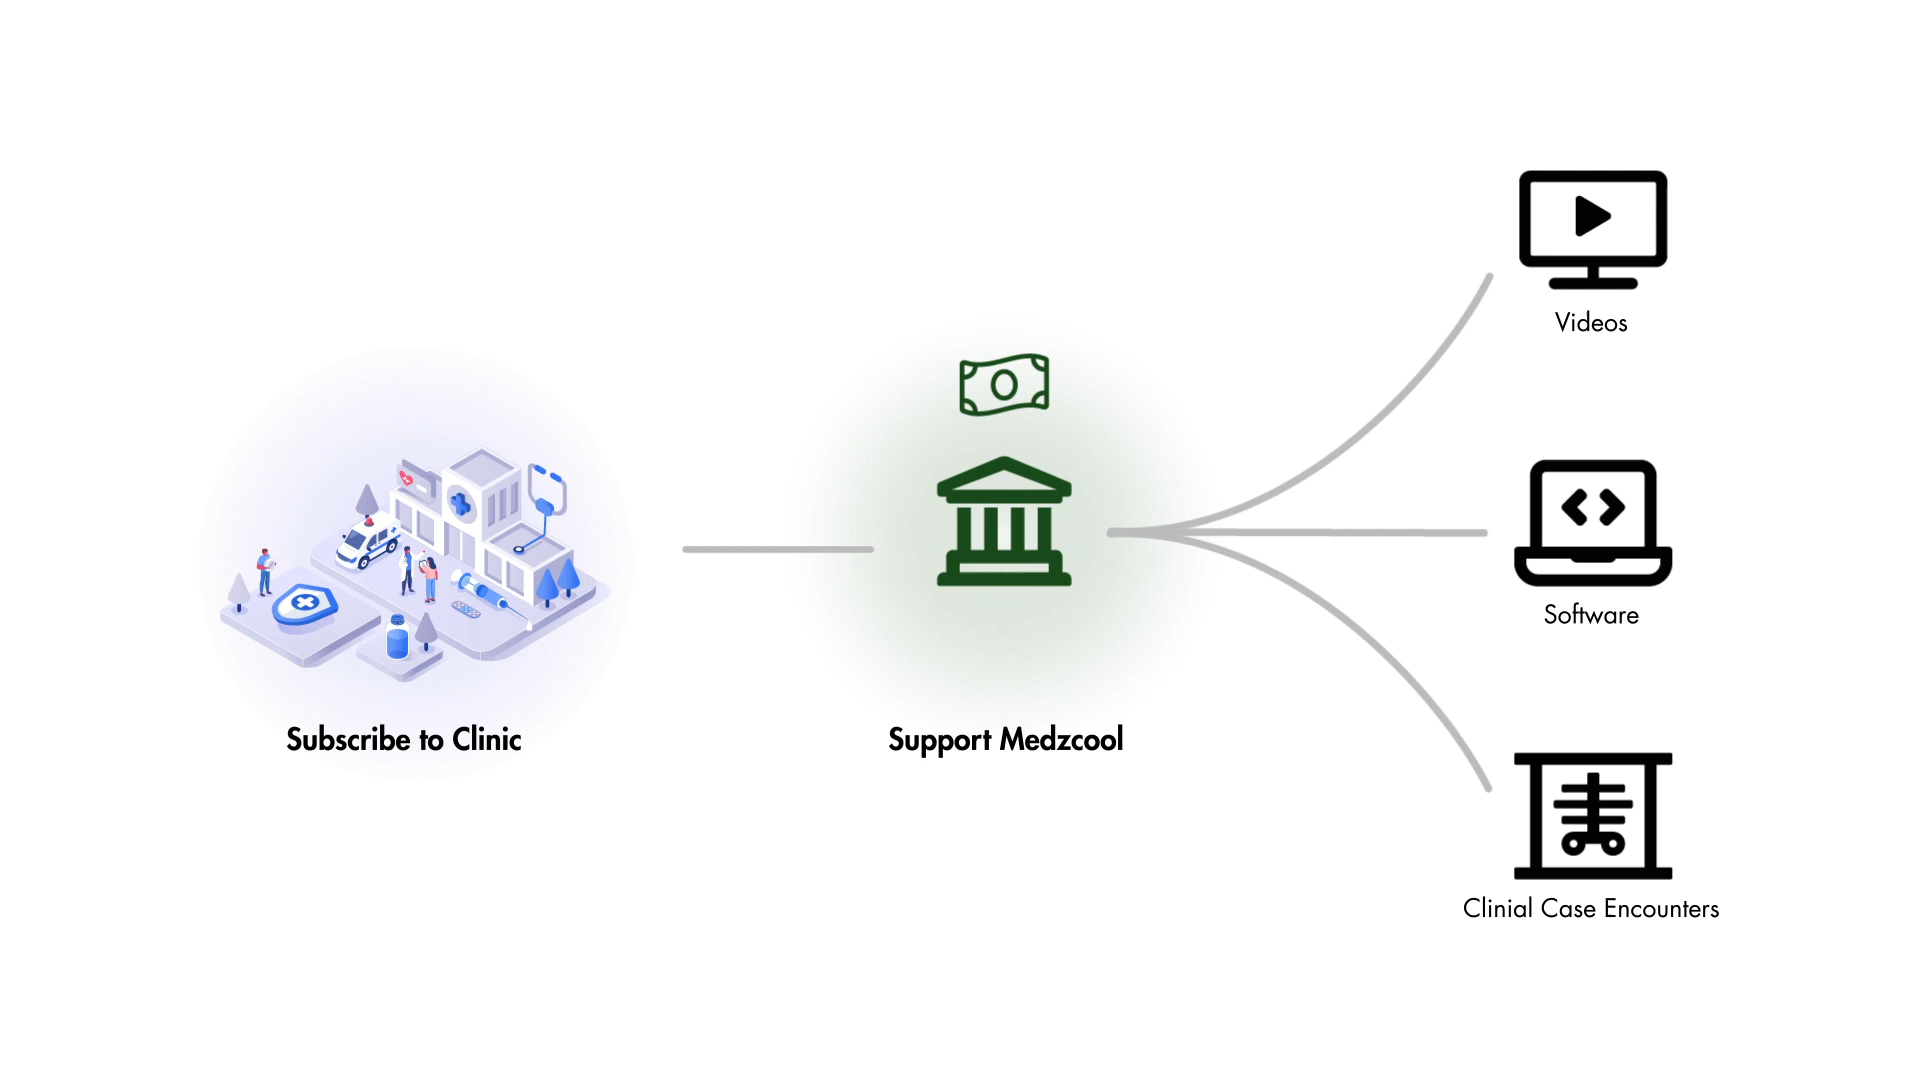 Subscribe to Clinic
Support Medzcool
Videos
Software
Clinial Case Encounters